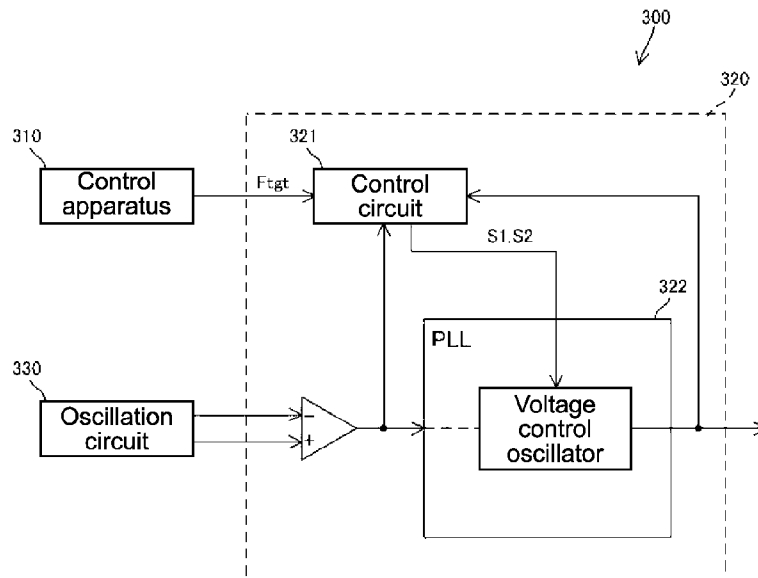 300
320
310
321
Control
apparatus
Ftgt
Control
circuit
S1,S2
322
PLL
330
Oscillation
circuit
−
+
Voltage
control
oscillator